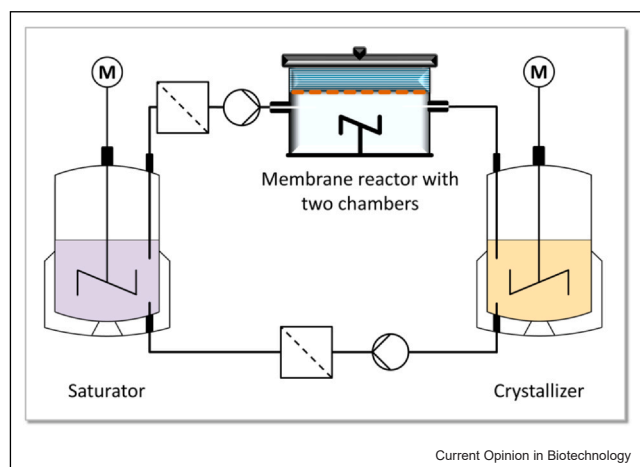 M
M
Membrane reactor with
two chambers
Saturator
Crystallizer
Current Opinion in Biotechnology